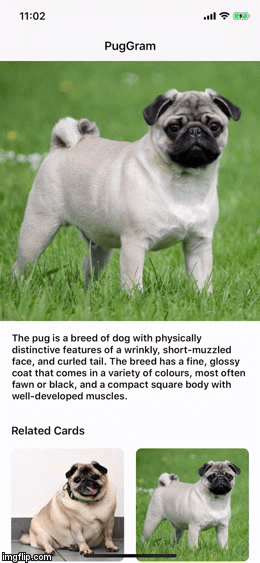 11:02
PugGram
The pug is a breed of dog with physically
distinctive features of a wrinkly, short-muzzled
face, and curled tail. The breed has a fine, glossy
coat that comes in a variety of colours, most often
fawn or black, and a compact square body with
well-developed muscles.
Related Cards
imgflip.com